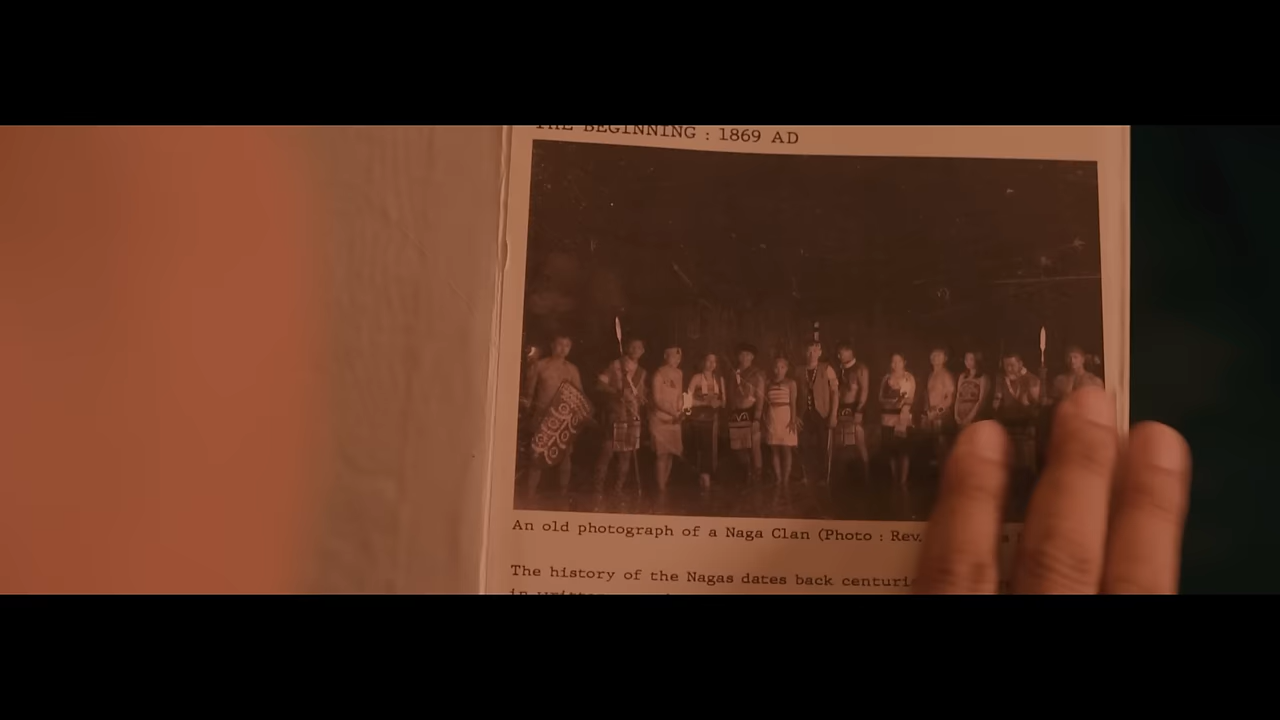 THE BEGINNING : 1869 AD
An old photograph of a Naga Clan (Photo : Rev.
The history of the Nagas dates back
in